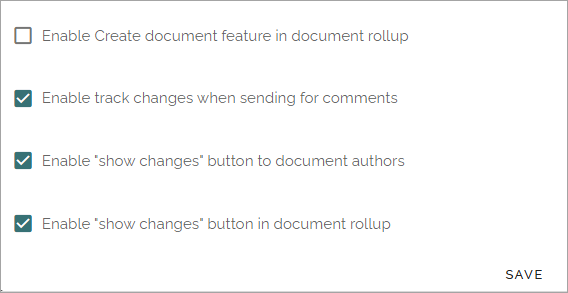 Enable Create document feature in document rollup
Enable track changes when sending for comments
Enable "show changes" button to document authors
Enable "show changes" button in document rollup
SAVE